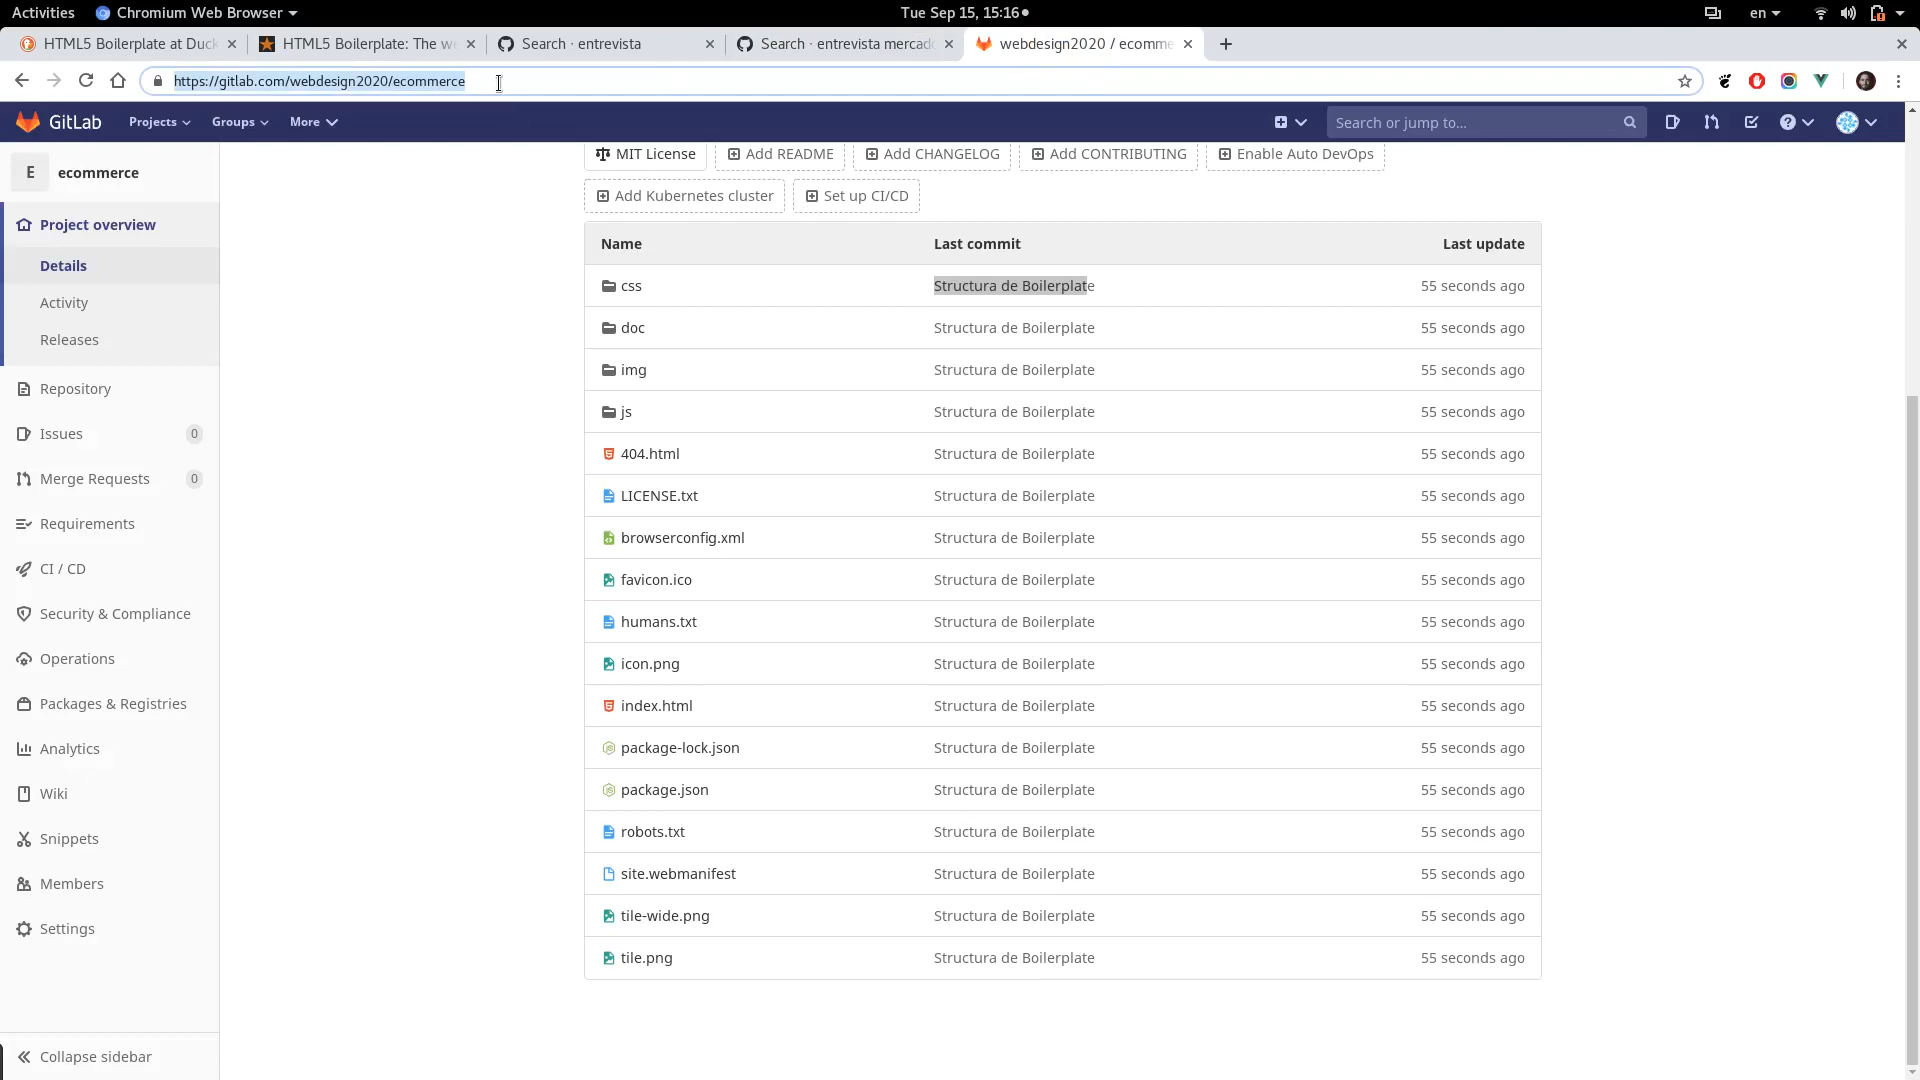 Activities Chromium Web Browser Tue Sep 15, 15:16 en
HTML5 Boilerplate at Duck HTML5 Boilerplate: The we Search · entrevista Search · entrevista mercad webdesign2020 / ecomme
https://gitlab.com/webdesign2020/ecommerce
GitLab Projects Groups More Search or jump to...
E ecommerce
Project overview
Details
Activity
Releases
Repository
Issues 0
Merge Requests 0
Requirements
CI / CD
Security & Compliance
Operations
Packages & Registries
Analytics
Wiki
Snippets
Members
Settings
Collapse sidebar
MIT License Add README Add CHANGELOG Add CONTRIBUTING Enable Auto DevOps
Add Kubernetes cluster Set up CI/CD
Name Last commit Last update
css Structura de Boilerplate 55 seconds ago
doc Structura de Boilerplate 55 seconds ago
img Structura de Boilerplate 55 seconds ago
js Structura de Boilerplate 55 seconds ago
404.html Structura de Boilerplate 55 seconds ago
LICENSE.txt Structura de Boilerplate 55 seconds ago
browserconfig.xml Structura de Boilerplate 55 seconds ago
favicon.ico Structura de Boilerplate 55 seconds ago
humans.txt Structura de Boilerplate 55 seconds ago
icon.png Structura de Boilerplate 55 seconds ago
index.html Structura de Boilerplate 55 seconds ago
package-lock.json Structura de Boilerplate 55 seconds ago
package.json Structura de Boilerplate 55 seconds ago
robots.txt Structura de Boilerplate 55 seconds ago
site.webmanifest Structura de Boilerplate 55 seconds ago
tile-wide.png Structura de Boilerplate 55 seconds ago
tile.png Structura de Boilerplate 55 seconds ago